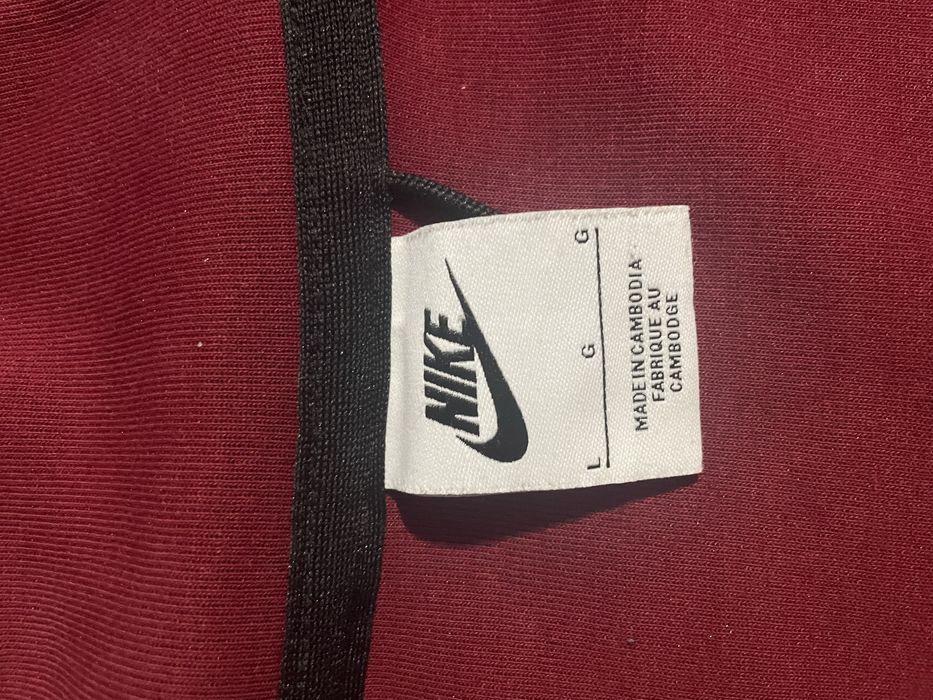 NIKE
L G G
MADE IN CAMBODIA
FABRIQUE AU
CAMBODGE